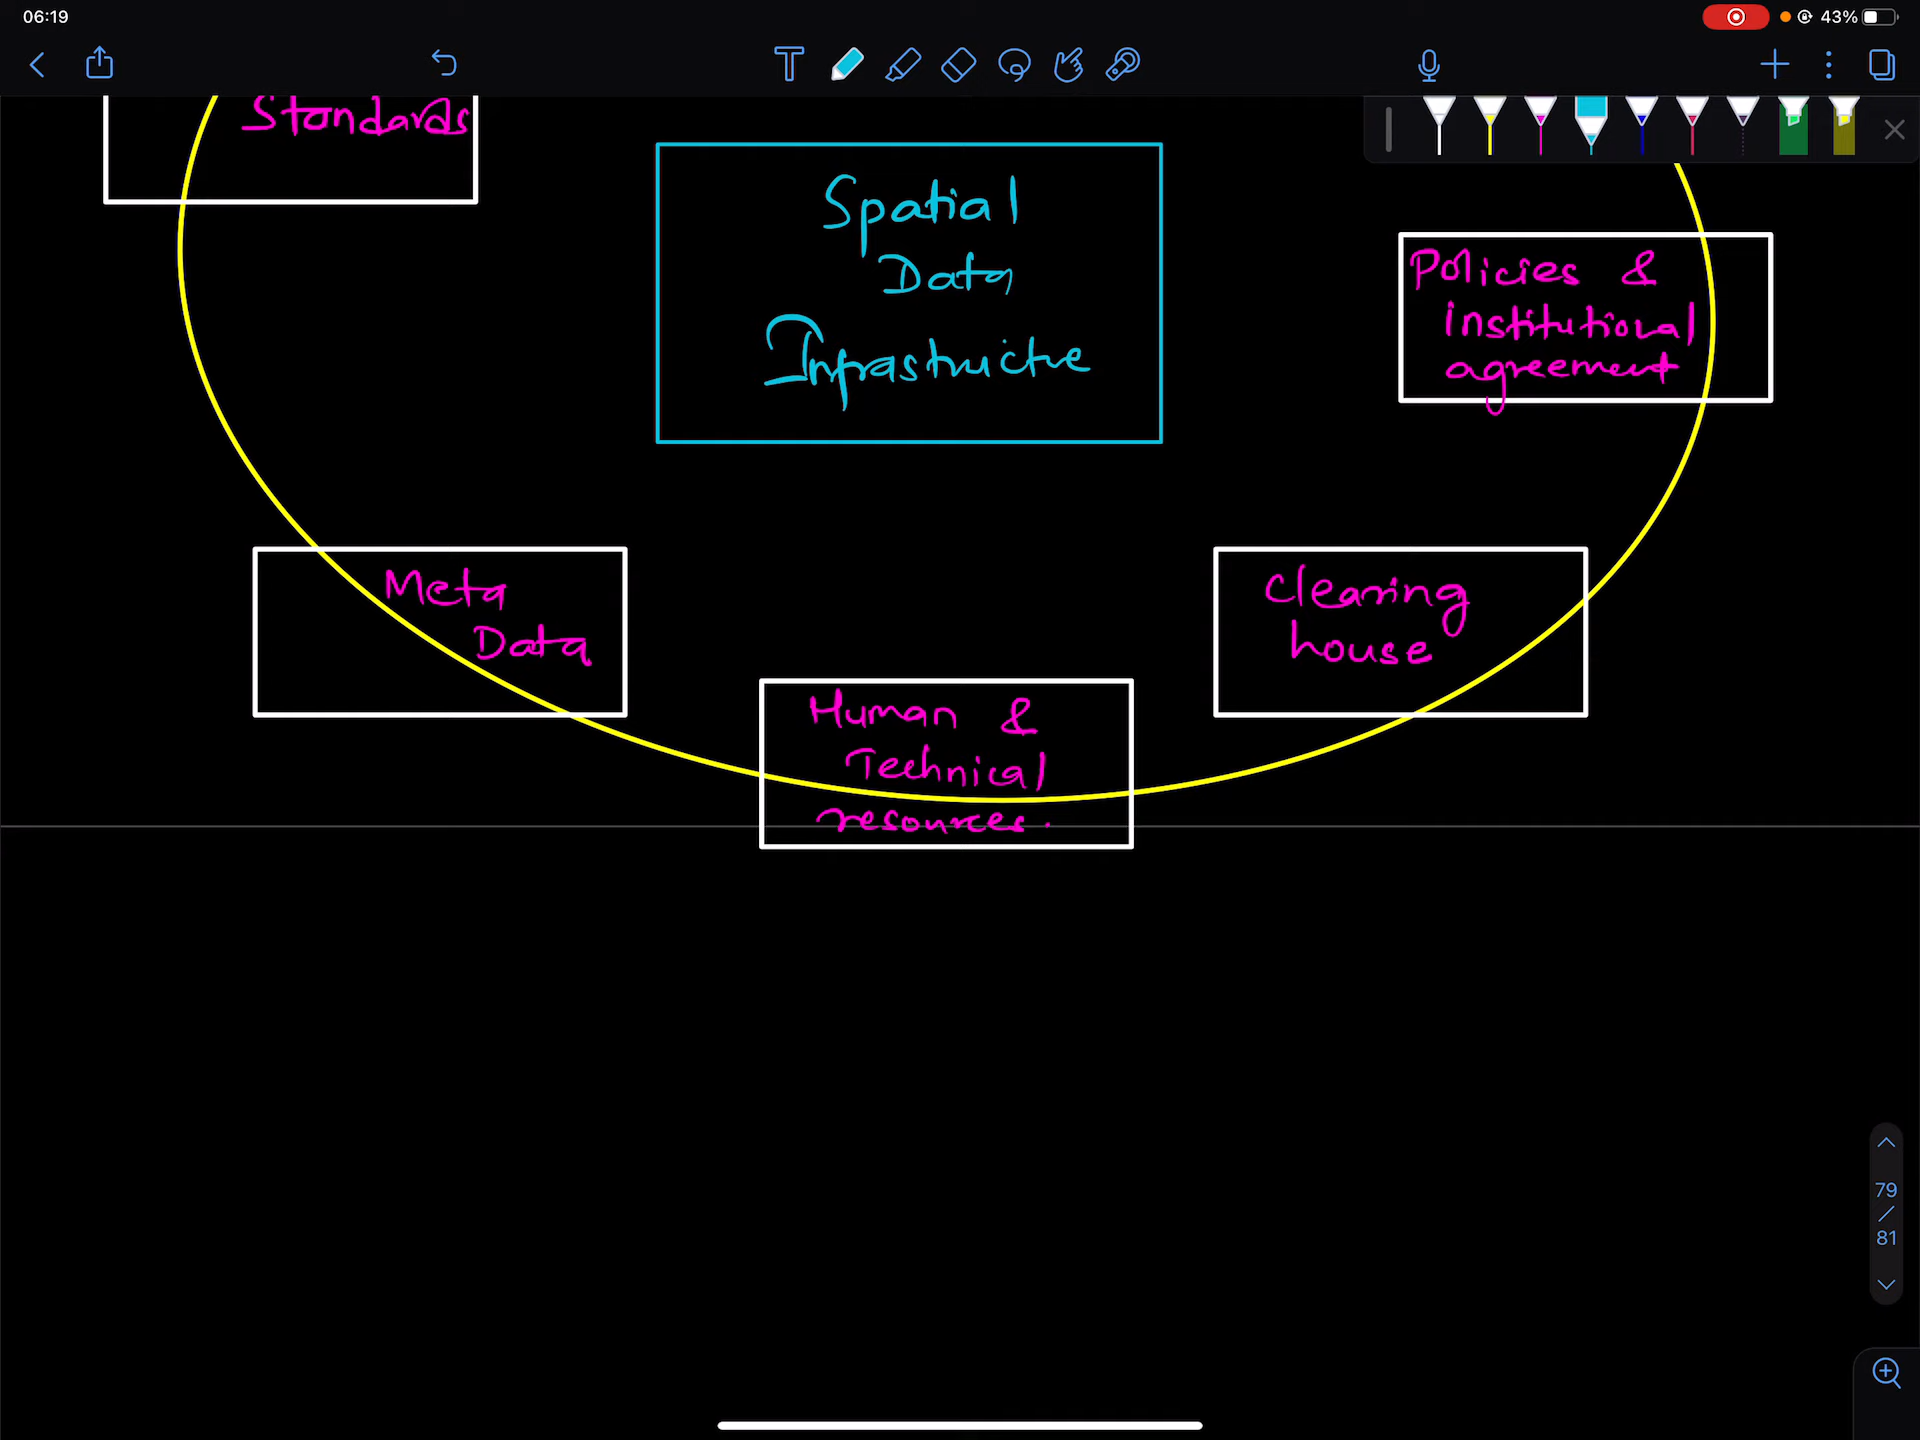 06:19
43%
Standards
Spatial
Data
Infrastructure
Policies &
institutional
agreement
Meta
Data
Clearing
house
Human &
Technical
resources.
79
/
81